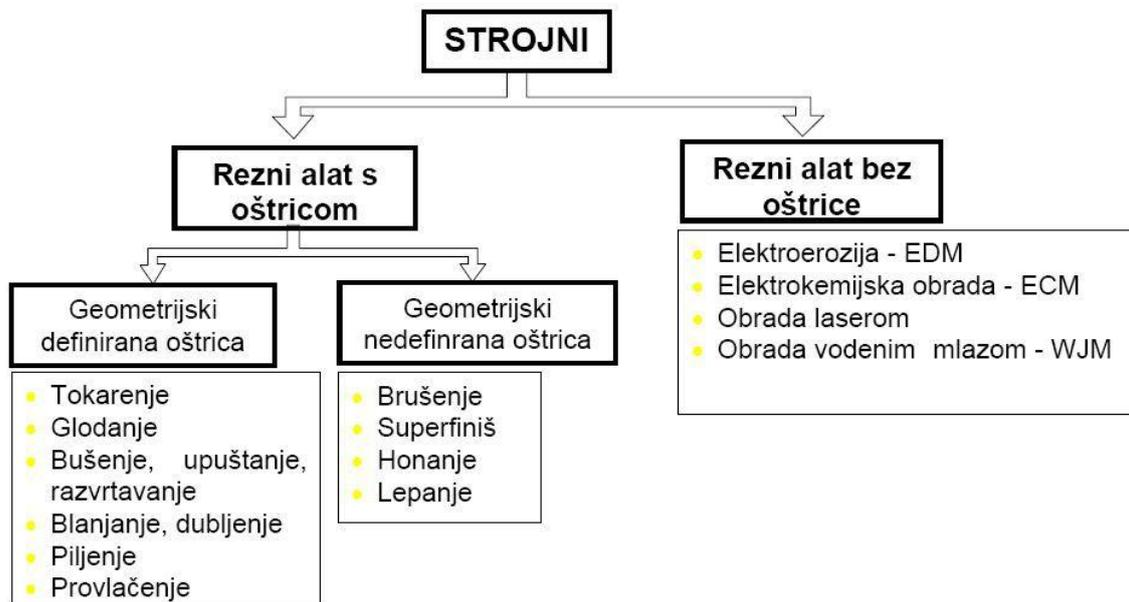 STROJNI
Rezni alat s
oštricom
Rezni alat bez
oštrice
Geometrijski
definirana oštrica
Geometrijski
nedefinrana oštrica
Tokarenje
Glodanje
Bušenje, upuštanje,
razvrtavanje
Blanjanje, dubljenje
Piljenje
Provlačenje
Brušenje
Superfiniš
Honanje
Lepanje
Elektroerozija - EDM
Elektrokemijska obrada - ECM
Obrada laserom
Obrada vodenim mlazom - WJM